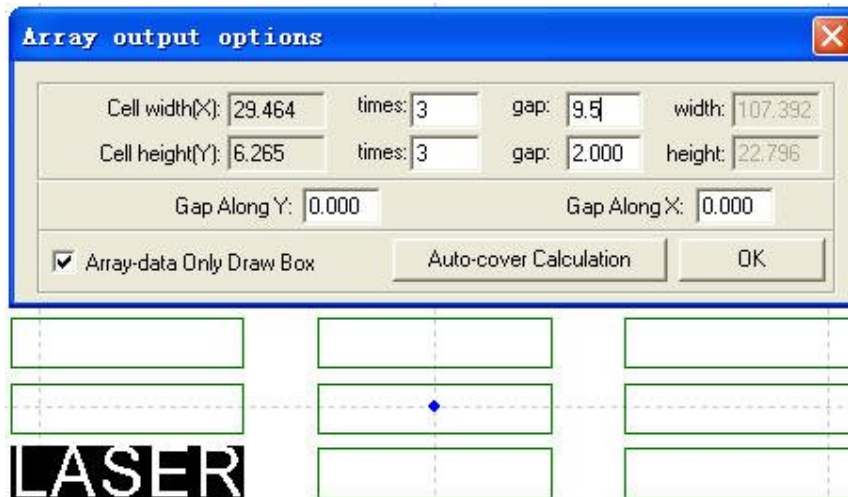 Array output options
Cell width(X): 29.464 times: 3 gap: 9.5 width: 107.392
Cell height(Y): 6.265 times: 3 gap: 2.000 height: 22.796
Gap Along Y: 0.000 Gap Along X: 0.000
Array-data Only Draw Box Auto-cover Calculation OK
LASER